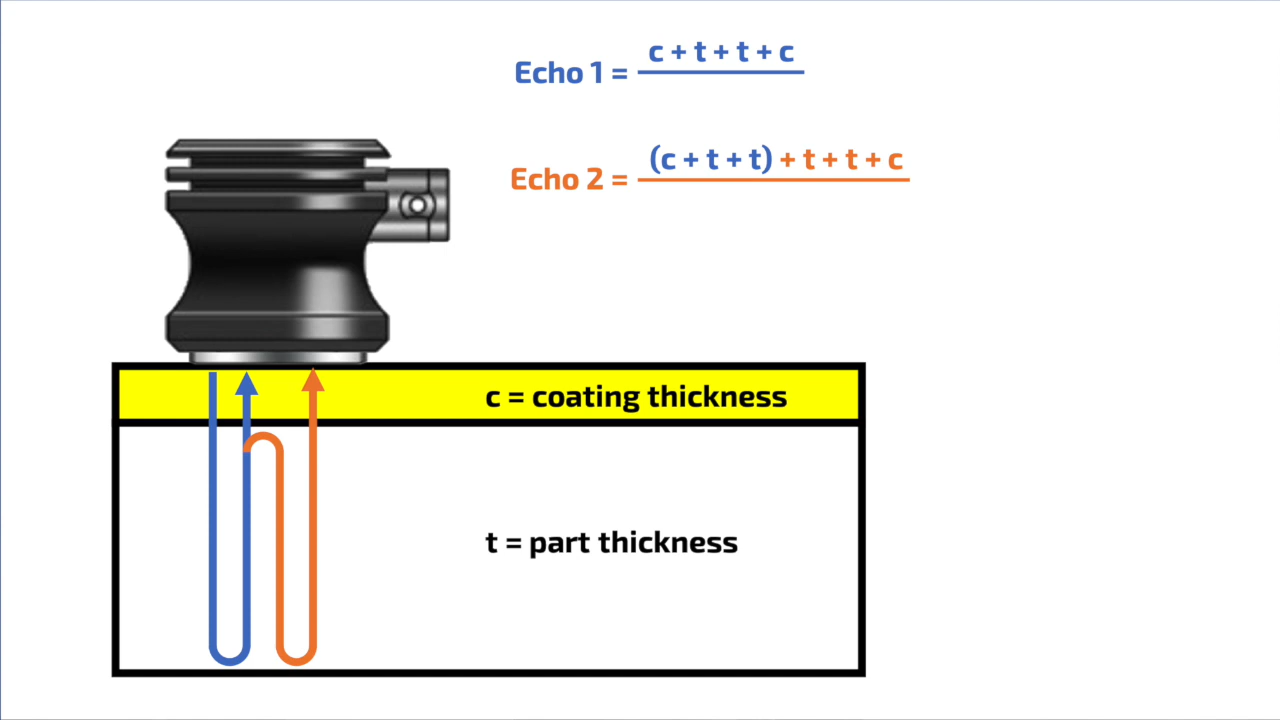 c + t + t + c
Echo 1 =
(c + t + t) + t + t + c
Echo 2 =
c = coating thickness
t = part thickness